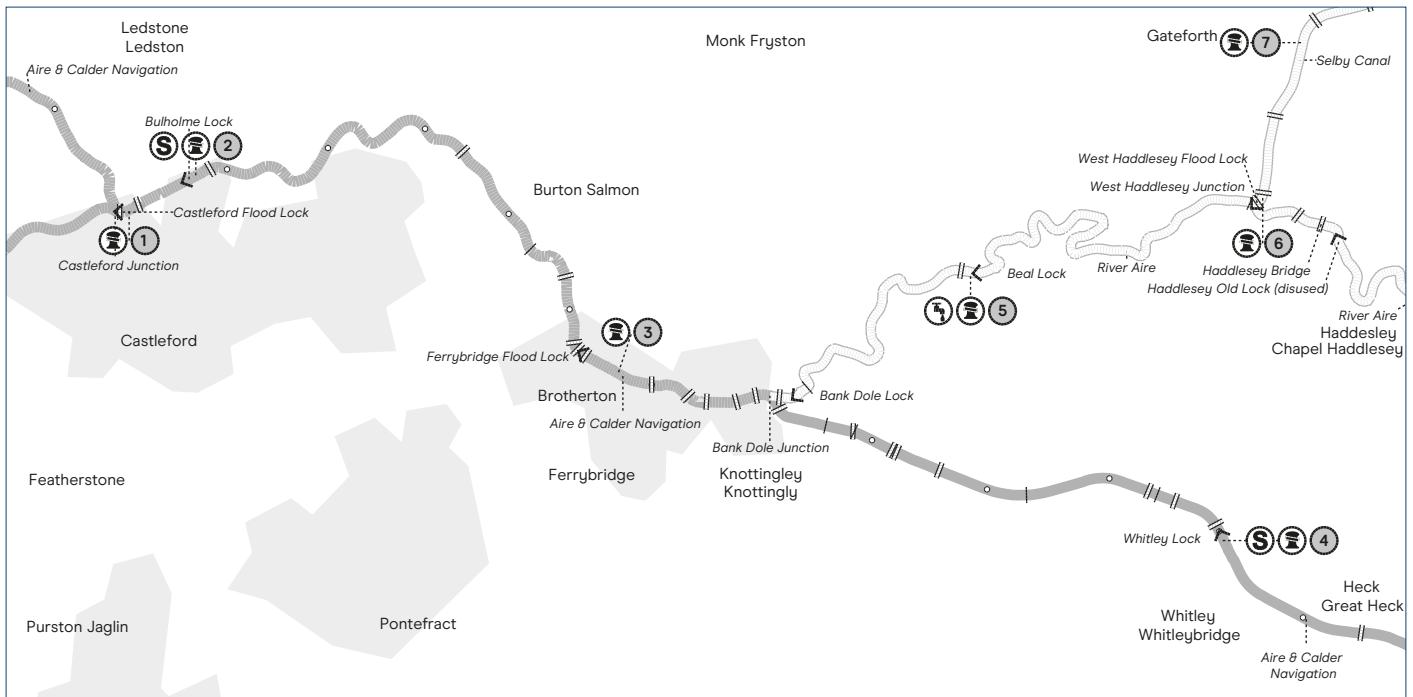 Ledstone
Ledston
Monk Fryston
Gateforth
7
Aire & Calder Navigation
Selby Canal
Bulholme Lock
S 2
West Haddlesey Flood Lock
West Haddlesey Junction
Burton Salmon
Castleford Flood Lock
1
Castleford Junction
6
Beal Lock
River Aire
Haddlesey Bridge
Haddlesey Old Lock (disused)
5
River Aire
Haddesley
Chapel Haddlesey
Castleford
3
Ferrybridge Flood Lock
Brotherton
Aire & Calder Navigation
Bank Dole Lock
Bank Dole Junction
Featherstone
Ferrybridge
Knottingley
Knottingly
Whitley Lock
S 4
Heck
Great Heck
Purston Jaglin
Pontefract
Whitley
Whitleybridge
Aire & Calder
Navigation